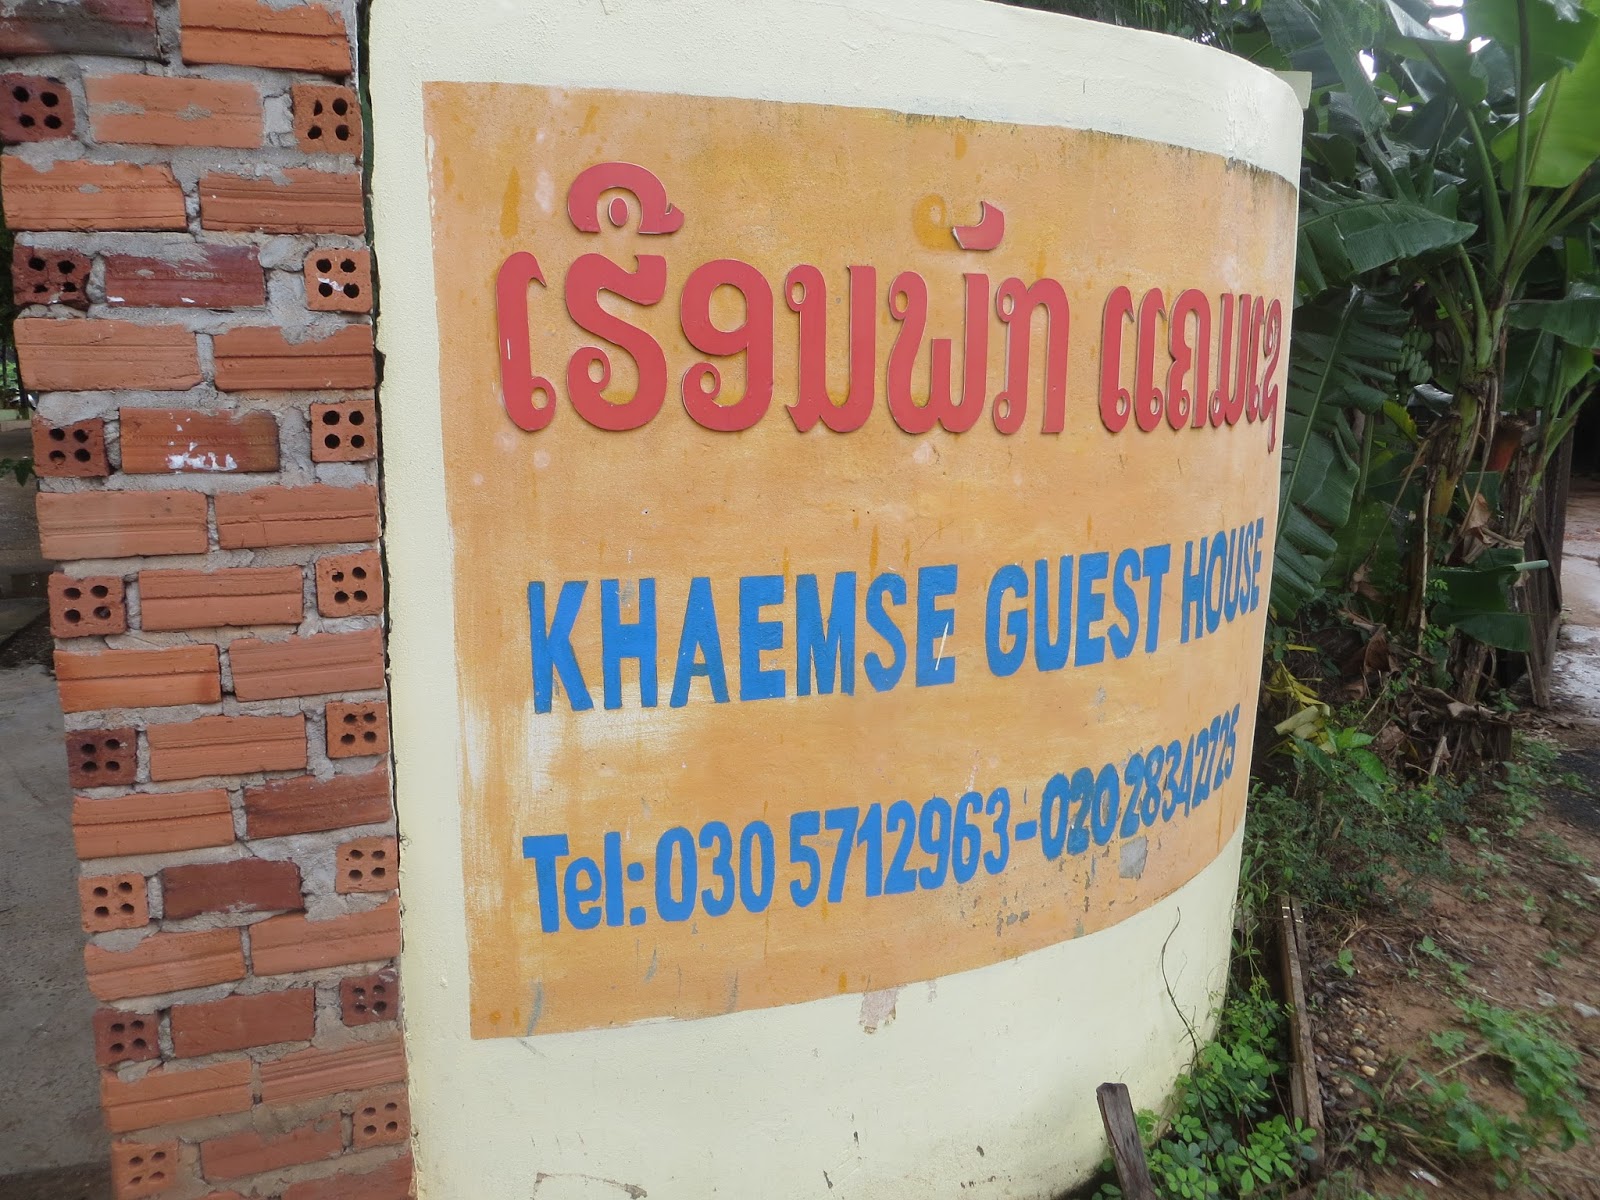 ເຮືອນພັກ ແຄມເຊ
KHAEMSE GUEST HOUSE
Tel: 030 5712963-020 28342725